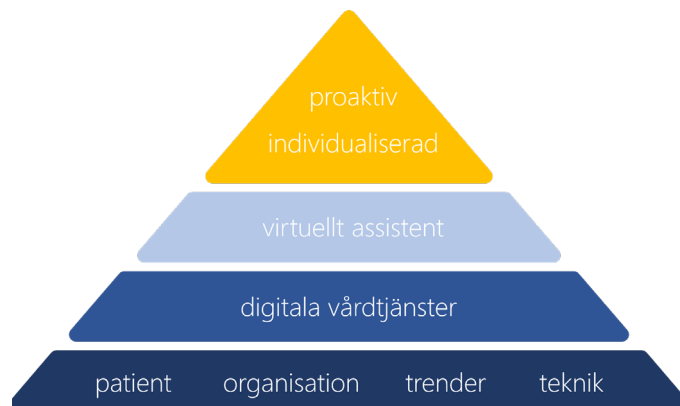 proaktiv
individualiserad
virtuellt assistent
digitala vårdtjänster
patient organisation trender teknik